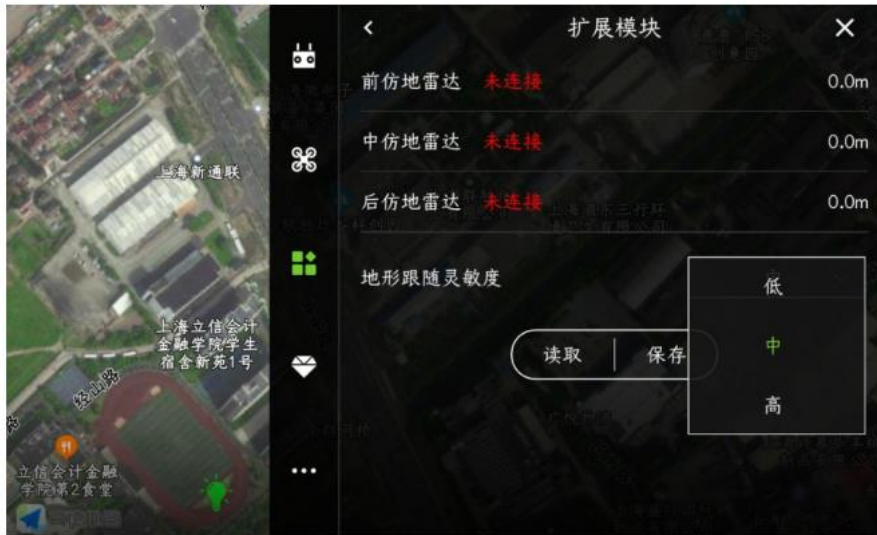 扩展模块
前仿地雷达 未连接 0.0m
中仿地雷达 未连接 0.0m
后仿地雷达 未连接 0.0m
地形跟随灵敏度
低
中
高
读取
保存
上海新通联
上海立信会计
金融学院学生
宿舍新苑1号
经山路
路
立信会计金融
学院第2食堂